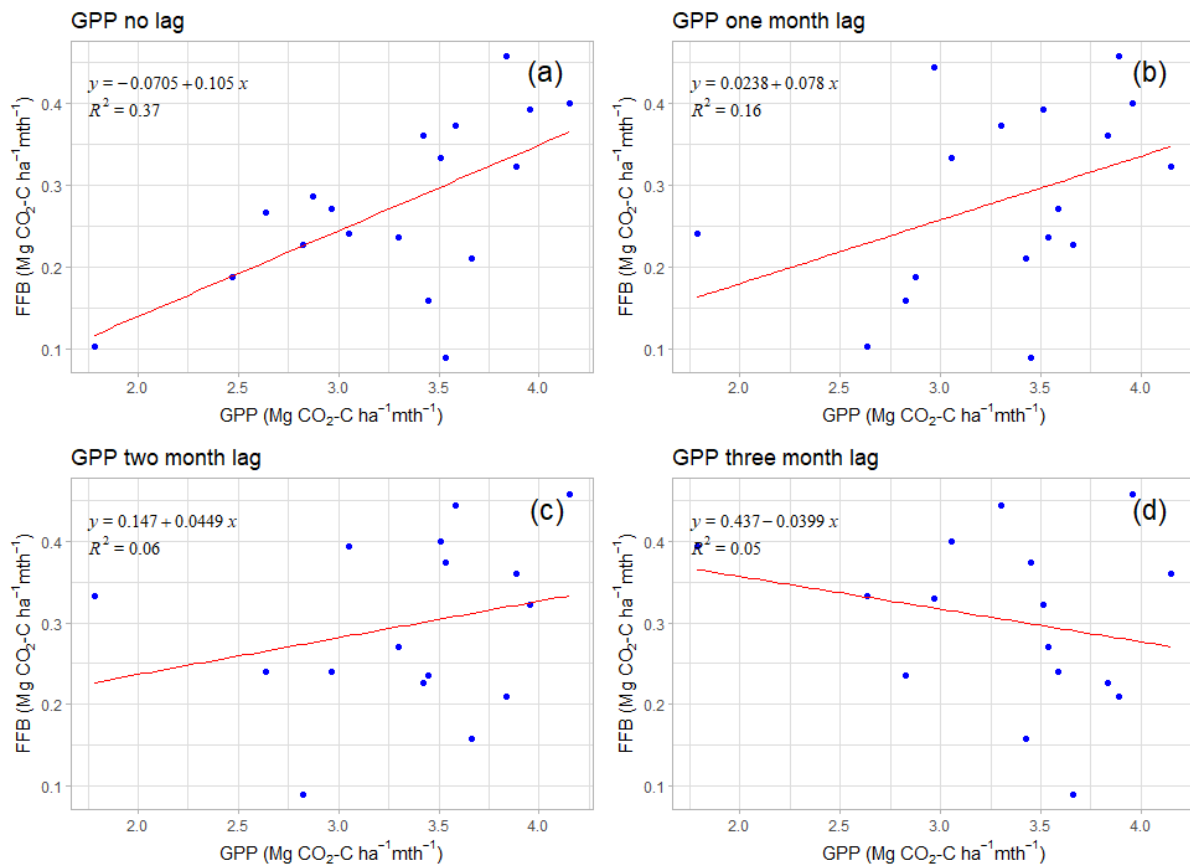 GPP no lag
(a)
y = −0.0705 + 0.105 x
R² = 0.37
FFB (Mg CO₂-C ha⁻¹mth⁻¹)
0.4
0.3
0.2
0.1
2.0 2.5 3.0 3.5 4.0
GPP (Mg CO₂-C ha⁻¹mth⁻¹)
GPP one month lag
(b)
y = 0.0238 + 0.078 x
R² = 0.16
FFB (Mg CO₂-C ha⁻¹mth⁻¹)
0.4
0.3
0.2
0.1
2.0 2.5 3.0 3.5 4.0
GPP (Mg CO₂-C ha⁻¹mth⁻¹)
GPP two month lag
(c)
y = 0.147 + 0.0449 x
R² = 0.06
FFB (Mg CO₂-C ha⁻¹mth⁻¹)
0.4
0.3
0.2
0.1
2.0 2.5 3.0 3.5 4.0
GPP (Mg CO₂-C ha⁻¹mth⁻¹)
GPP three month lag
(d)
y = 0.437 − 0.0399 x
R² = 0.05
FFB (Mg CO₂-C ha⁻¹mth⁻¹)
0.4
0.3
0.2
0.1
2.0 2.5 3.0 3.5 4.0
GPP (Mg CO₂-C ha⁻¹mth⁻¹)